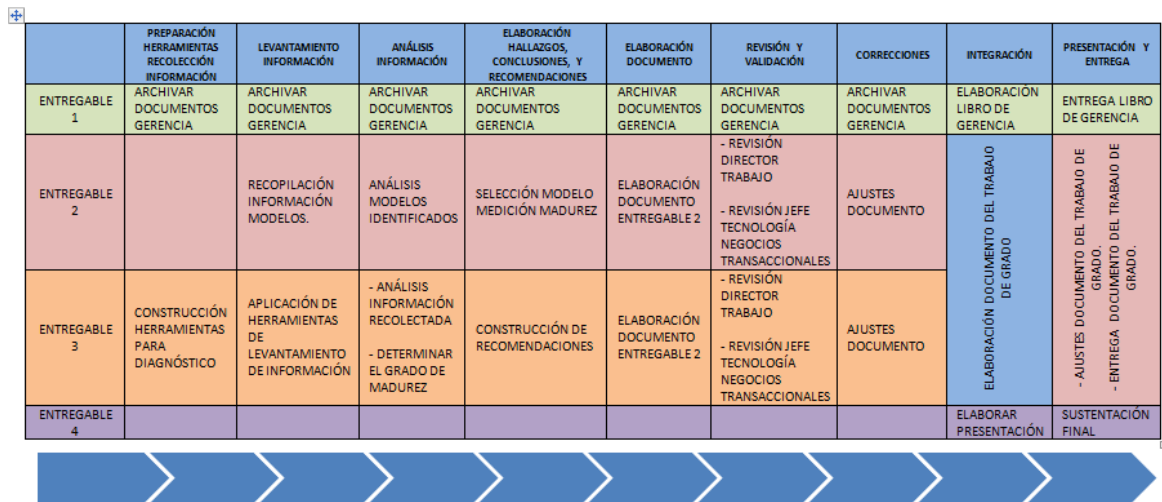 PREPARACIÓN
HERRAMIENTAS
RECOLECCIÓN
INFORMACIÓN
LEVANTAMIENTO
INFORMACIÓN
ANÁLISIS
INFORMACIÓN
ELABORACIÓN
HALLAZGOS,
CONCLUSIONES, Y
RECOMENDACIONES
ELABORACIÓN
DOCUMENTO
REVISIÓN Y
VALIDACIÓN
CORRECCIONES
INTEGRACIÓN
PRESENTACIÓN Y
ENTREGA
ENTREGABLE
1
ARCHIVAR
DOCUMENTOS
GERENCIA
ARCHIVAR
DOCUMENTOS
GERENCIA
ARCHIVAR
DOCUMENTOS
GERENCIA
ARCHIVAR
DOCUMENTOS
GERENCIA
ARCHIVAR
DOCUMENTOS
GERENCIA
ARCHIVAR
DOCUMENTOS
GERENCIA
ARCHIVAR
DOCUMENTOS
GERENCIA
ELABORACIÓN
LIBRO DE
GERENCIA
ENTREGA LIBRO
DE GERENCIA
ENTREGABLE
2
RECOPILACIÓN
INFORMACIÓN
MODELOS.
ANÁLISIS
MODELOS
IDENTIFICADOS
SELECCIÓN MODELO
MEDICIÓN MADUREZ
ELABORACIÓN
DOCUMENTO
ENTREGABLE 2
- REVISIÓN
DIRECTOR
TRABAJO
- REVISIÓN JEFE
TECNOLOGÍA
NEGOCIOS
TRANSACCIONALES
AJUSTES
DOCUMENTO
ELABORACIÓN DOCUMENTO DEL TRABAJO
DE GRADO
- AJUSTES DOCUMENTO DEL TRABAJO DE
GRADO.
- ENTREGA DOCUMENTO DEL TRABAJO DE
GRADO.
ENTREGABLE
3
CONSTRUCCIÓN
HERRAMIENTAS
PARA
DIAGNÓSTICO
APLICACIÓN DE
HERRAMIENTAS
DE
LEVANTAMIENTO
DE INFORMACIÓN
- ANÁLISIS
INFORMACIÓN
RECOLECTADA
- DETERMINAR
EL GRADO DE
MADUREZ
CONSTRUCCIÓN DE
RECOMENDACIONES
ELABORACIÓN
DOCUMENTO
ENTREGABLE 2
- REVISIÓN
DIRECTOR
TRABAJO
- REVISIÓN JEFE
TECNOLOGÍA
NEGOCIOS
TRANSACCIONALES
AJUSTES
DOCUMENTO
ENTREGABLE
4
ELABORAR
PRESENTACIÓN
SUSTENTACIÓN
FINAL